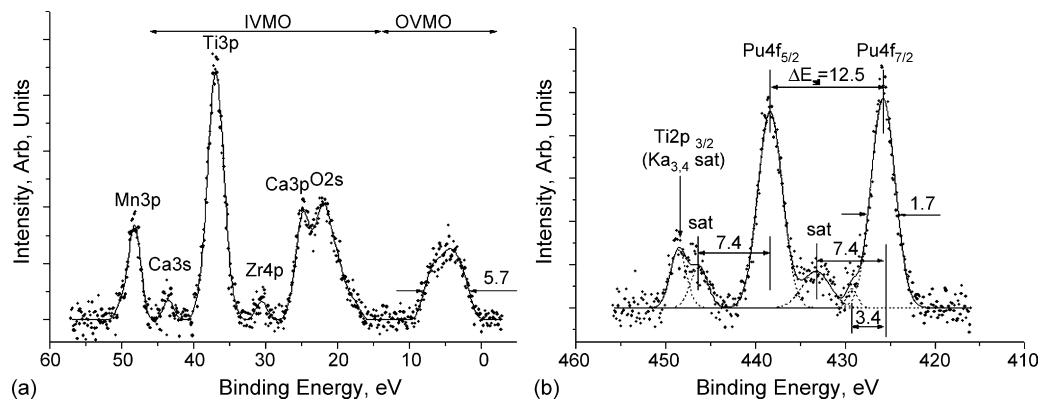 IVMO OVMO
Ti3p
Ca3p O2s
Mn3p
Ca3s
Zr4p
5.7
Intensity, Arb, Units
60 50 40 30 20 10 0
(a) Binding Energy, eV
Pu4f5/2 Pu4f7/2
ΔEsl=12.5
Ti2p 3/2
(Ka3,4 sat)
sat
7.4
sat
7.4
1.7
3.4
Intensity, Arb, Units
460 450 440 430 420 410
(b) Binding Energy, eV